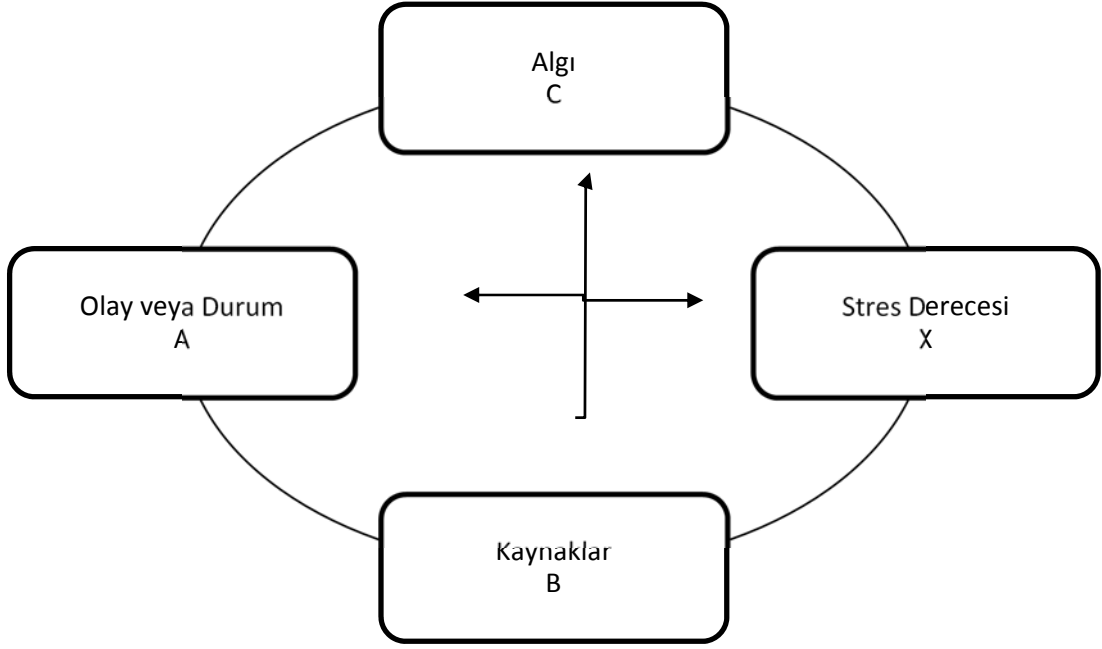 Algı
C
Olay veya Durum
A
Stres Derecesi
X
Kaynaklar
B